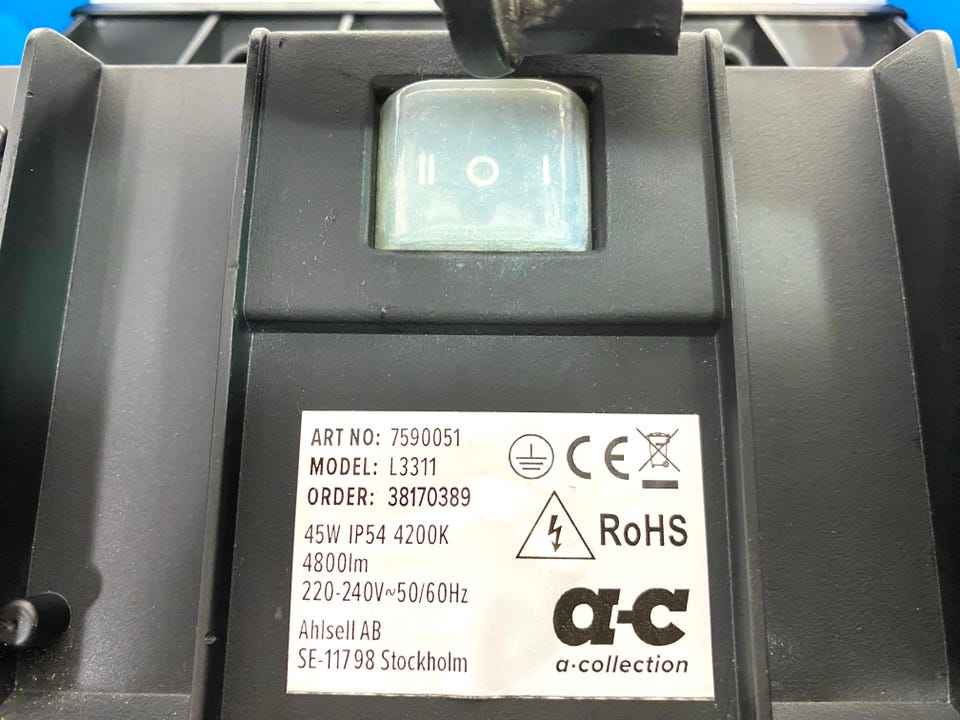 II O I
ART NO: 7590051
MODEL: L3311
ORDER: 38170389
45W IP54 4200K
4800lm
220-240V~50/60Hz
Ahlsell AB
SE-117 98 Stockholm
CE
RoHS
a-c
a·collection